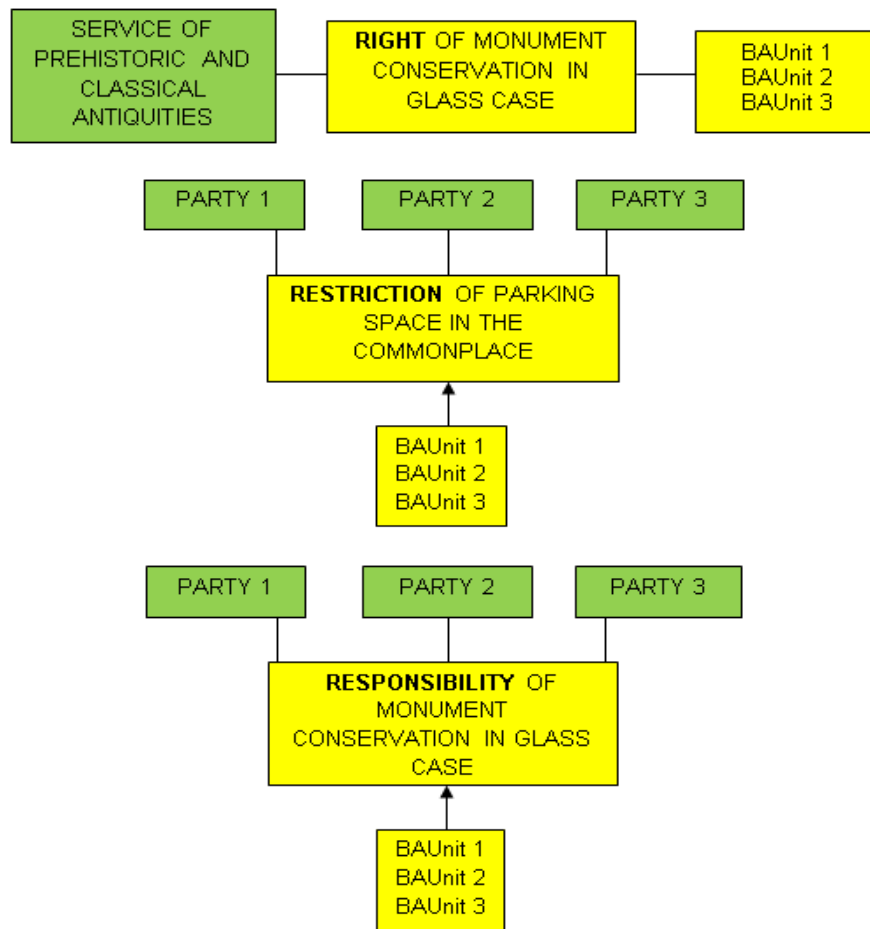 SERVICE OF
PREHISTORIC AND
CLASSICAL
ANTIQUITIES
RIGHT OF MONUMENT
CONSERVATION IN
GLASS CASE
BAUnit 1
BAUnit 2
BAUnit 3
PARTY 1
PARTY 2
PARTY 3
RESTRICTION OF PARKING
SPACE IN THE
COMMONPLACE
BAUnit 1
BAUnit 2
BAUnit 3
PARTY 1
PARTY 2
PARTY 3
RESPONSIBILITY OF
MONUMENT
CONSERVATION IN GLASS
CASE
BAUnit 1
BAUnit 2
BAUnit 3